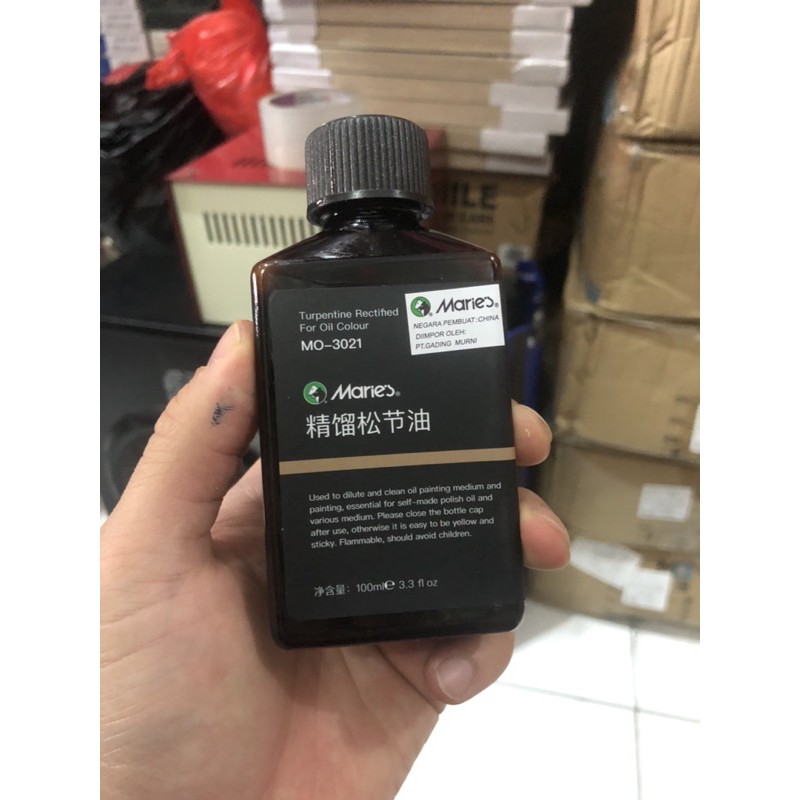 Turpentine Rectified
For Oil Colour
MO-3021
Marie's®
NEGARA PEMBUAT:CHINA
DIIMPOR OLEH:
PT.GADING MURNI
Marie's®
精馏松节油
Used to dilute and clean oil painting medium and
painting, essential for self-made polish oil and
various medium. Please close the bottle cap
after use, otherwise it is easy to be yellow and
sticky. Flammable, should avoid children.
净含量: 100ml℮ 3.3 fl oz